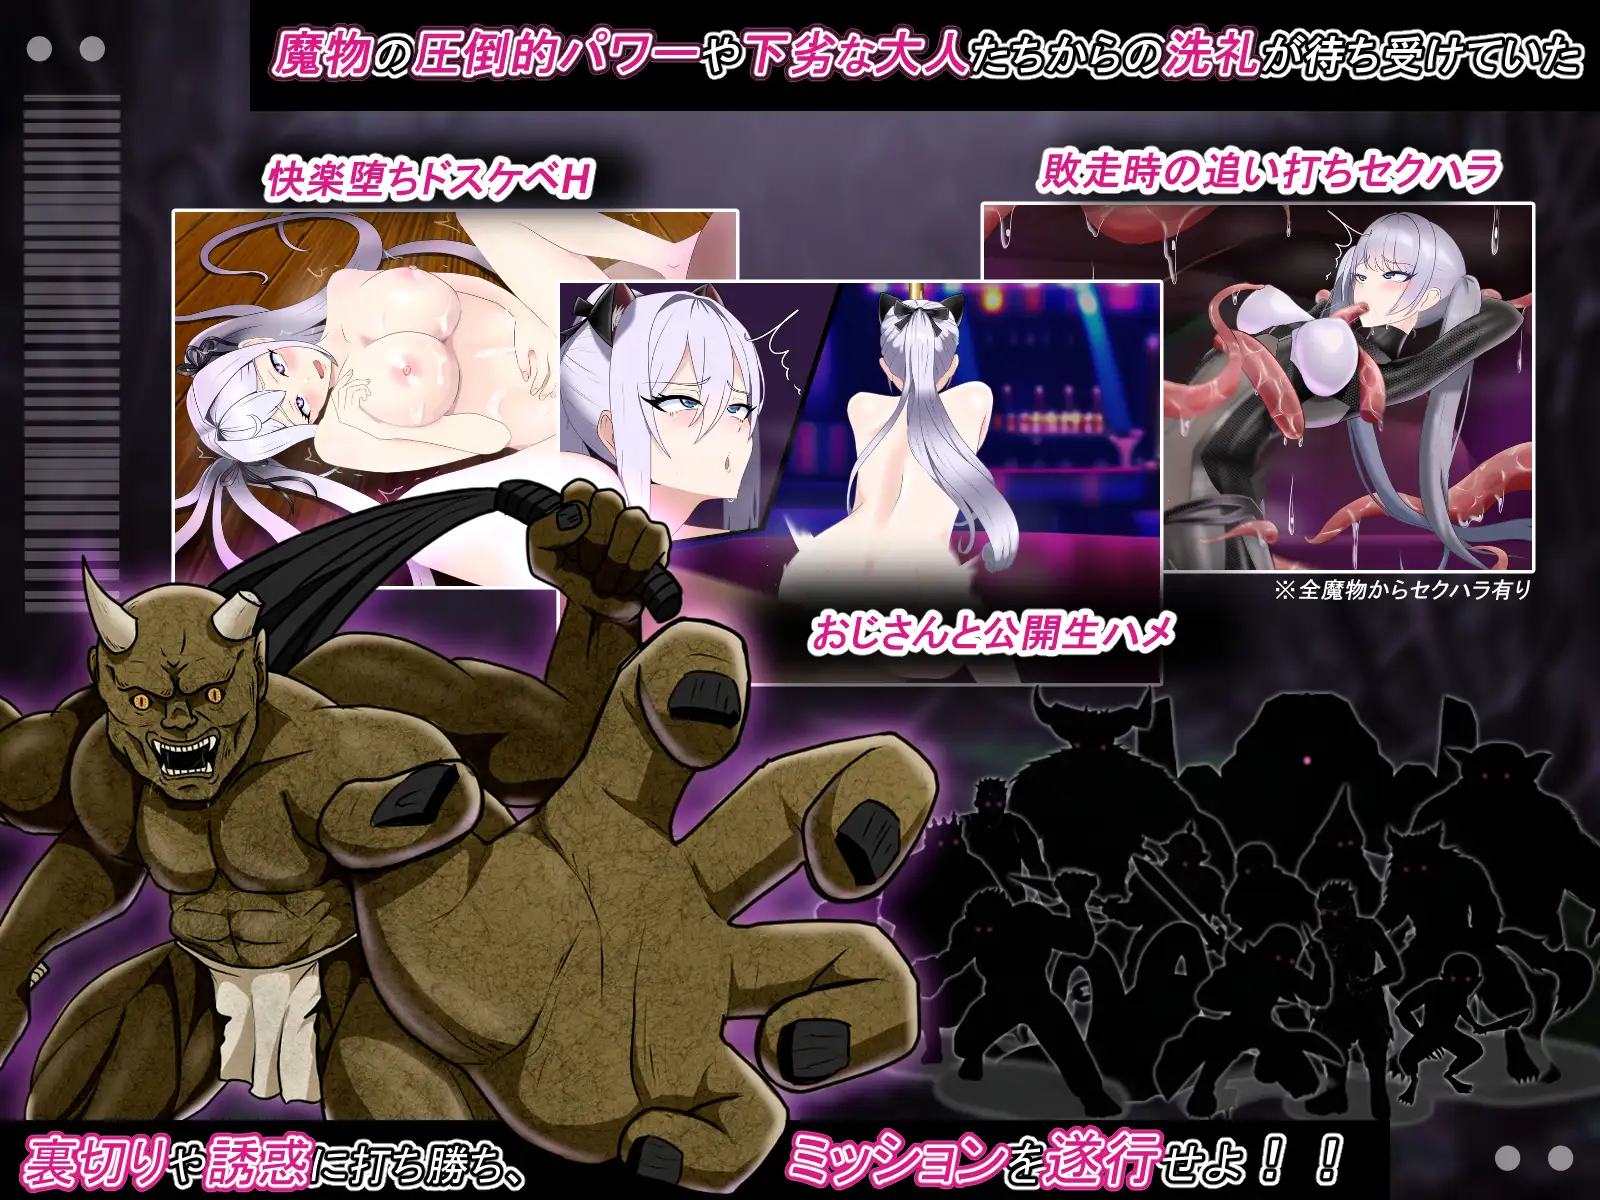 魔物の圧倒的パワーや下劣な大人たちからの洗礼が待ち受けていた
快楽堕ちドスケベH
敗走時の追い打ちセクハラ
※全魔物からセクハラ有り
おじさんと公開生ハメ
裏切りや誘惑に打ち勝ち、
ミッションを遂行せよ！！